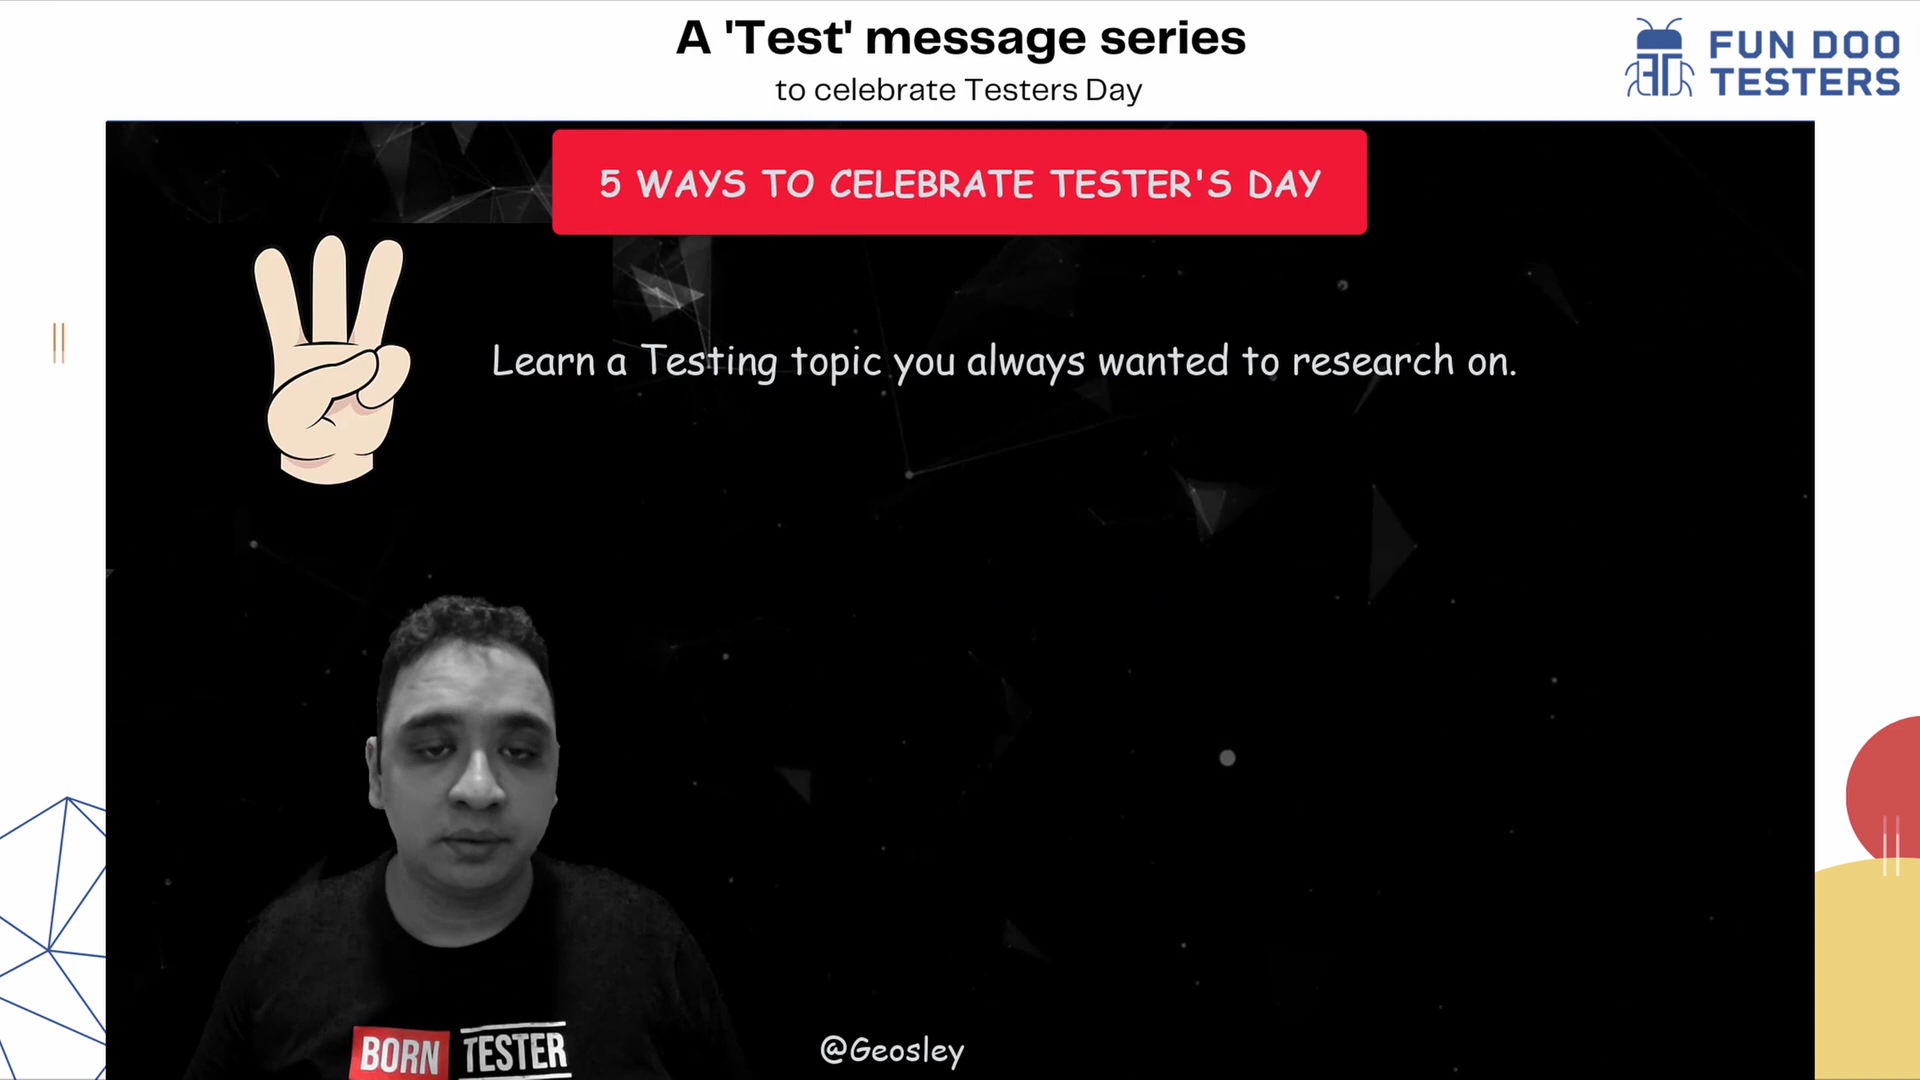 A 'Test' message series
to celebrate Testers Day
FUN DOO
TESTERS
5 WAYS TO CELEBRATE TESTER'S DAY
Learn a Testing topic you always wanted to research on.
BORN TESTER
@Geosley